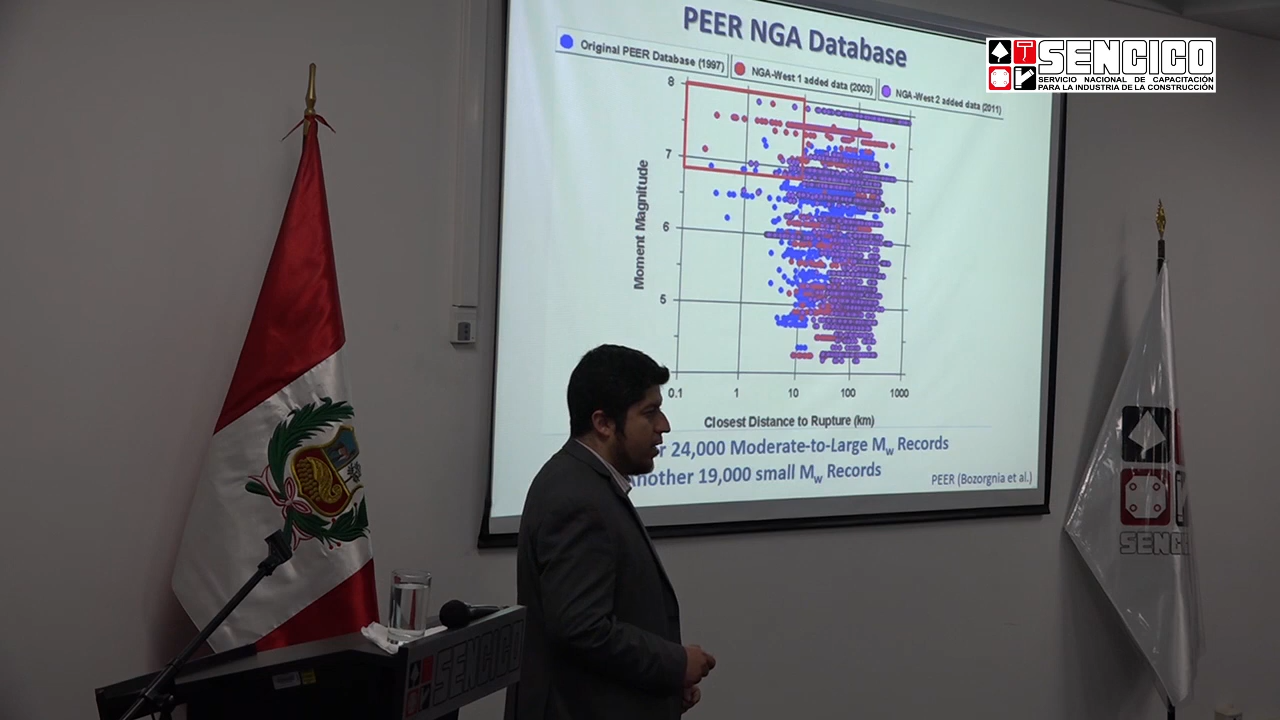 PEER NGA Database
Original PEER Database (1997)
NGA-West 1 added data (2003)
NGA-West 2 added data (2011)
8
7
6
5
Moment Magnitude
0.1 1 10 100 1000
Closest Distance to Rupture (km)
24,000 Moderate-to-Large Mw Records
Another 19,000 small Mw Records
PEER (Bozorgnia et al.)
SENCICO
SERVICIO NACIONAL DE CAPACITACIÓN
PARA LA INDUSTRIA DE LA CONSTRUCCIÓN
SENCICO
SENC